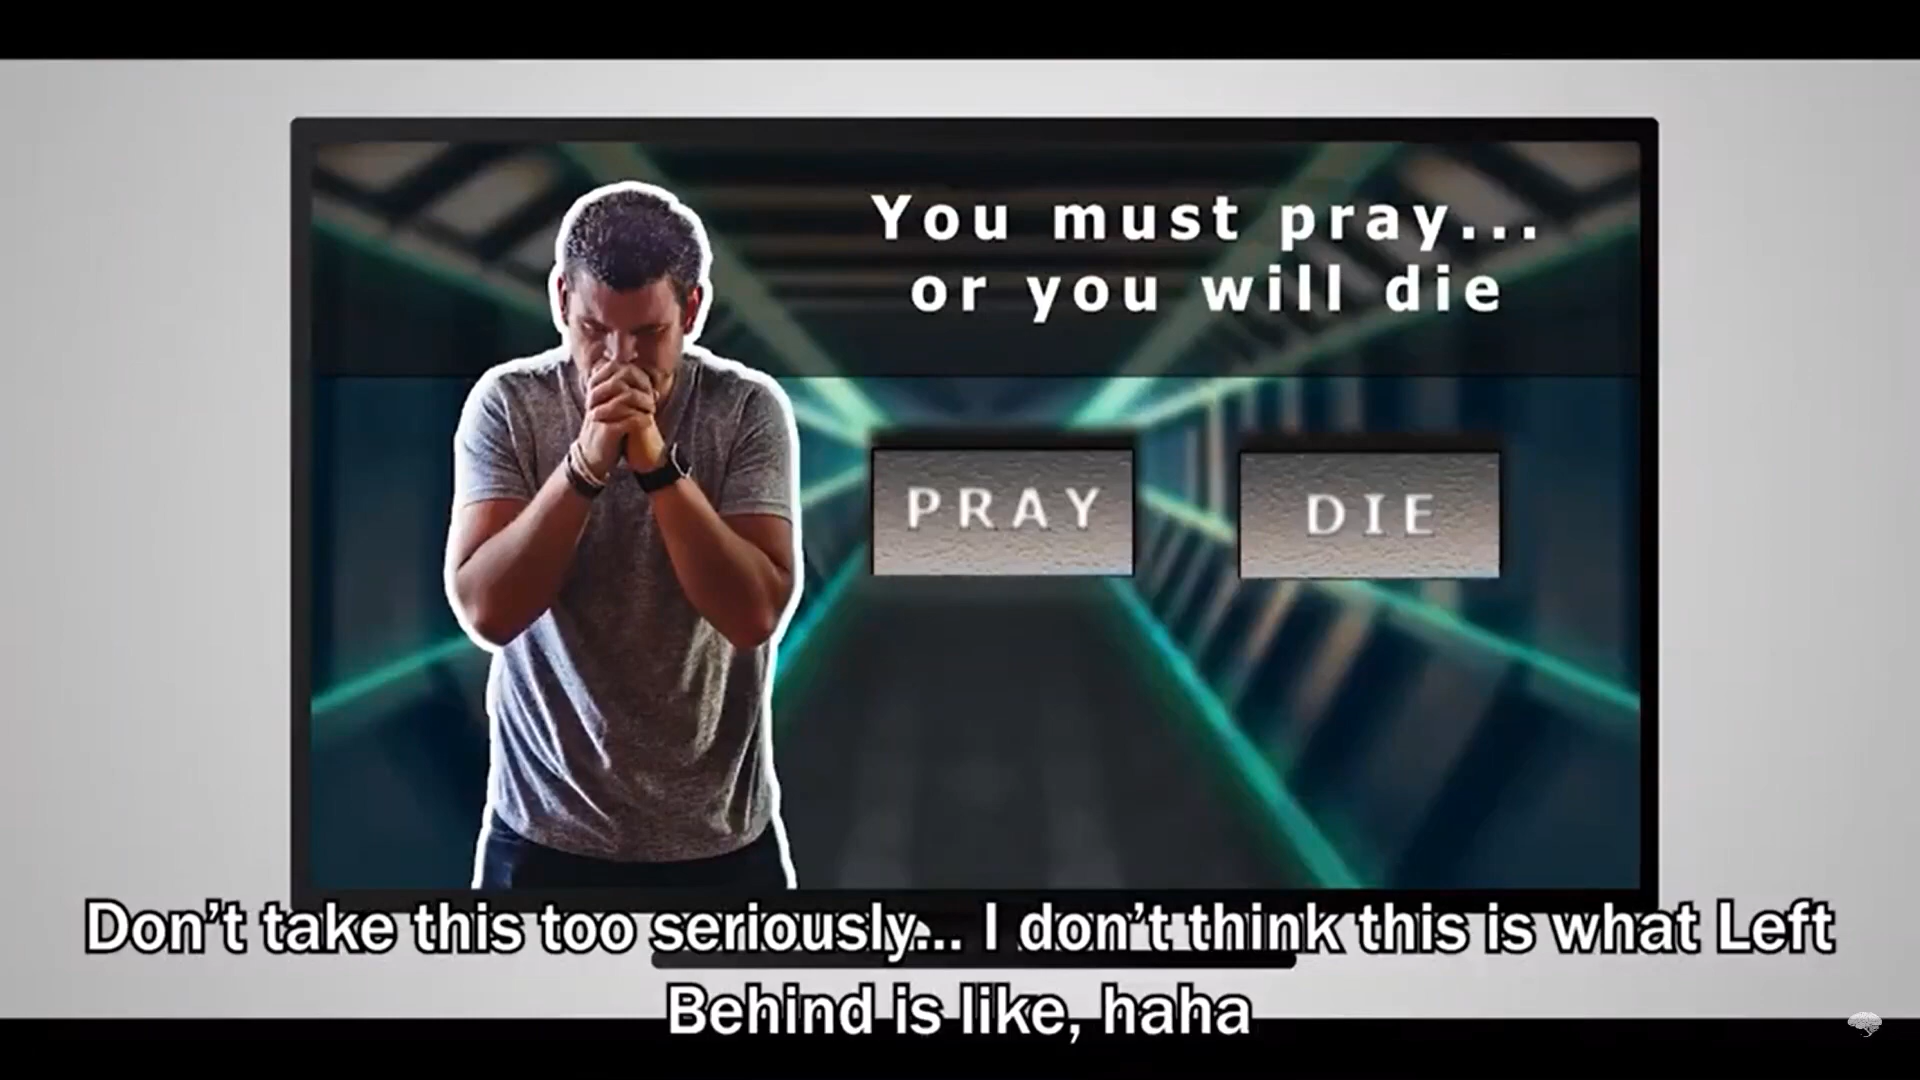 You must pray...
or you will die
PRAY
DIE
Don't take this too seriously... I don't think this is what Left
Behind is like, haha